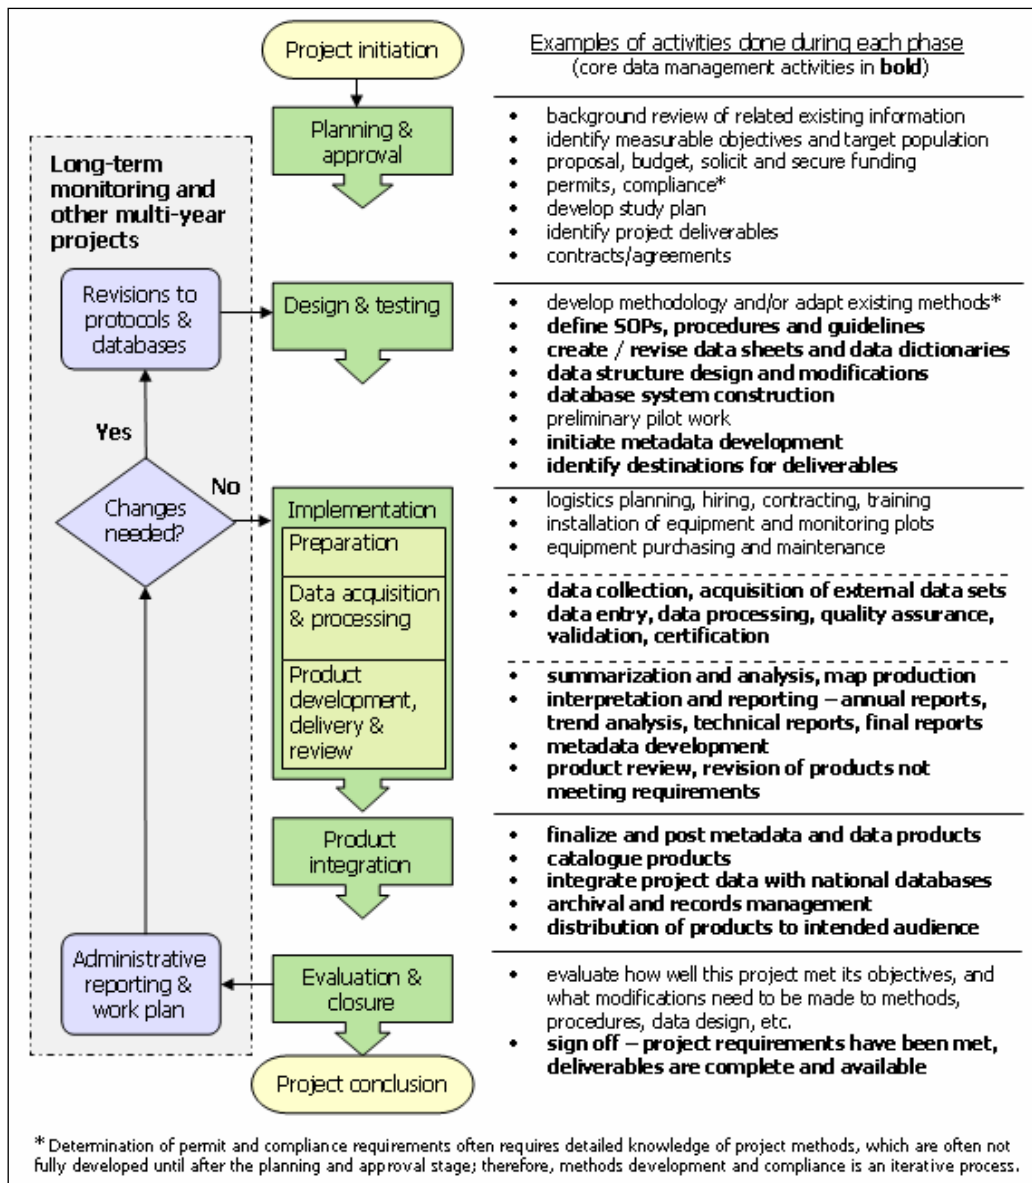 Project initiation
Examples of activities done during each phase
(core data management activities in bold)
Planning &
approval
• background review of related existing information
• identify measurable objectives and target population
• proposal, budget, solicit and secure funding
• permits, compliance*
• develop study plan
• identify project deliverables
• contracts/agreements
Long-term
monitoring and
other multi-year
projects
Revisions to
protocols &
databases
Design & testing
• develop methodology and/or adapt existing methods*
• define SOPs, procedures and guidelines
• create / revise data sheets and data dictionaries
• data structure design and modifications
• database system construction
• preliminary pilot work
• initiate metadata development
• identify destinations for deliverables
Yes
No
Changes
needed?
Implementation
Preparation
• logistics planning, hiring, contracting, training
• installation of equipment and monitoring plots
• equipment purchasing and maintenance
Data acquisition
& processing
• data collection, acquisition of external data sets
• data entry, data processing, quality assurance,
validation, certification
Product
development,
delivery &
review
• summarization and analysis, map production
• interpretation and reporting – annual reports,
trend analysis, technical reports, final reports
• metadata development
• product review, revision of products not
meeting requirements
Product
integration
• finalize and post metadata and data products
• catalogue products
• integrate project data with national databases
• archival and records management
• distribution of products to intended audience
Administrative
reporting &
work plan
Evaluation &
closure
• evaluate how well this project met its objectives, and
what modifications need to be made to methods,
procedures, data design, etc.
• sign off – project requirements have been met,
deliverables are complete and available
Project conclusion
* Determination of permit and compliance requirements often requires detailed knowledge of project methods, which are often not
fully developed until after the planning and approval stage; therefore, methods development and compliance is an iterative process.